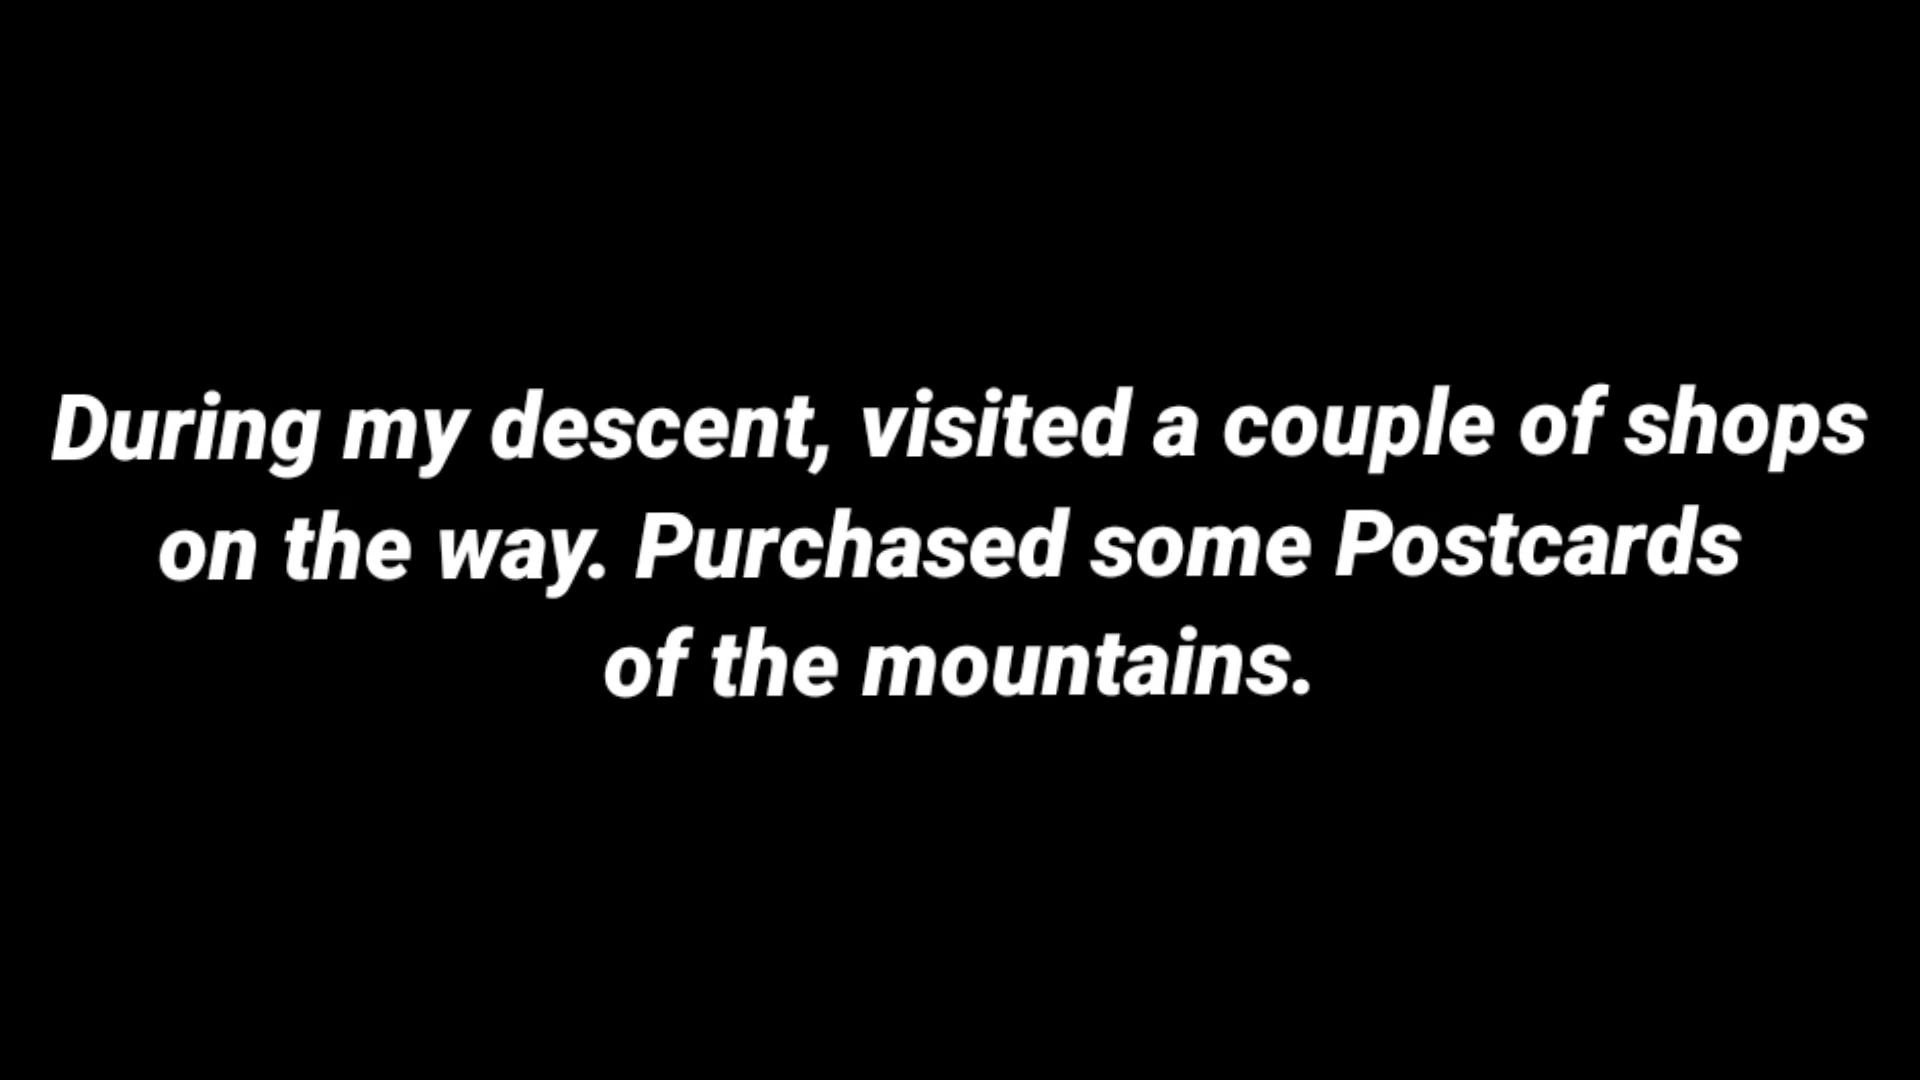 During my descent, visited a couple of shops
on the way. Purchased some Postcards
of the mountains.